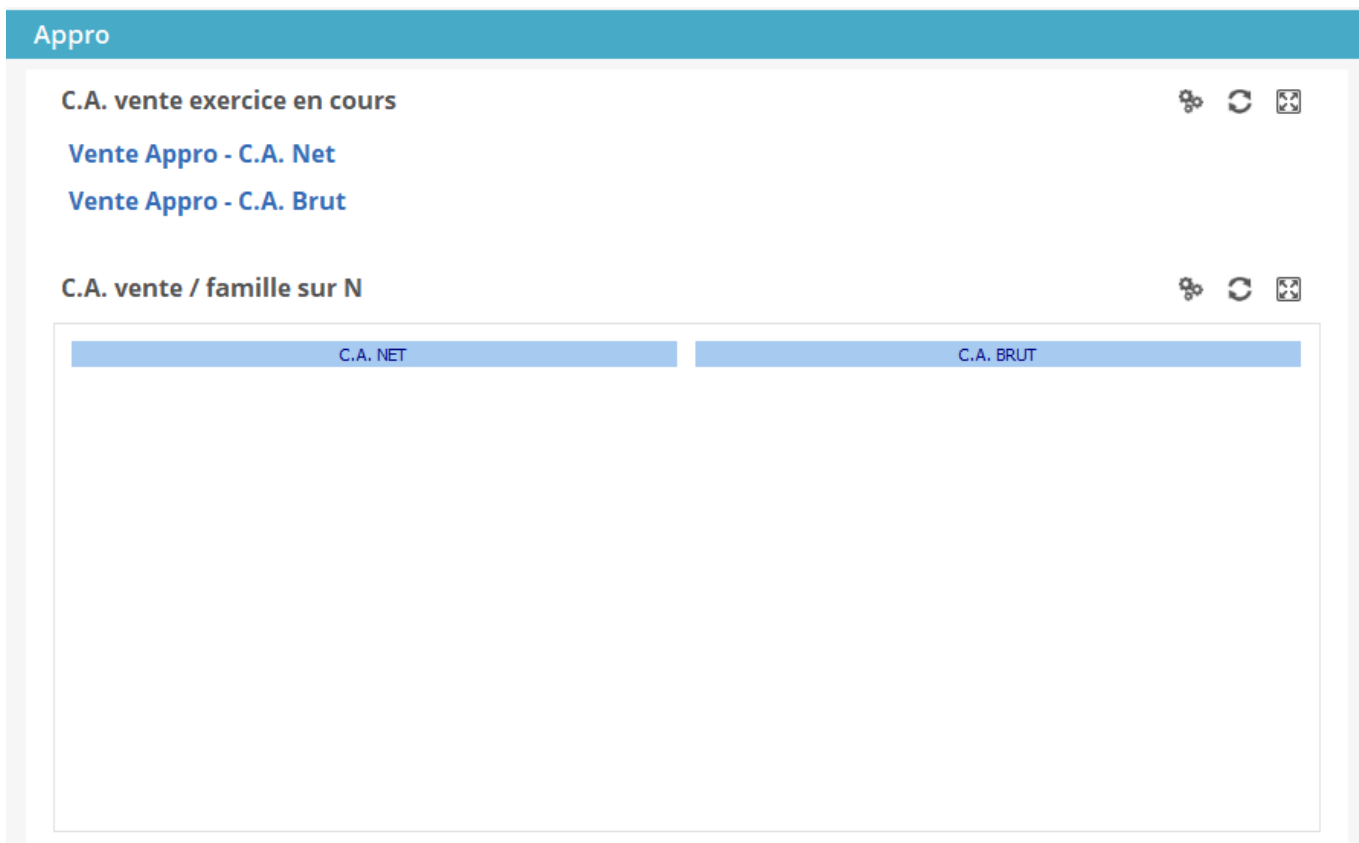 Appro
C.A. vente exercice en cours
Vente Appro - C.A. Net
Vente Appro - C.A. Brut
C.A. vente / famille sur N
C.A. NET
C.A. BRUT